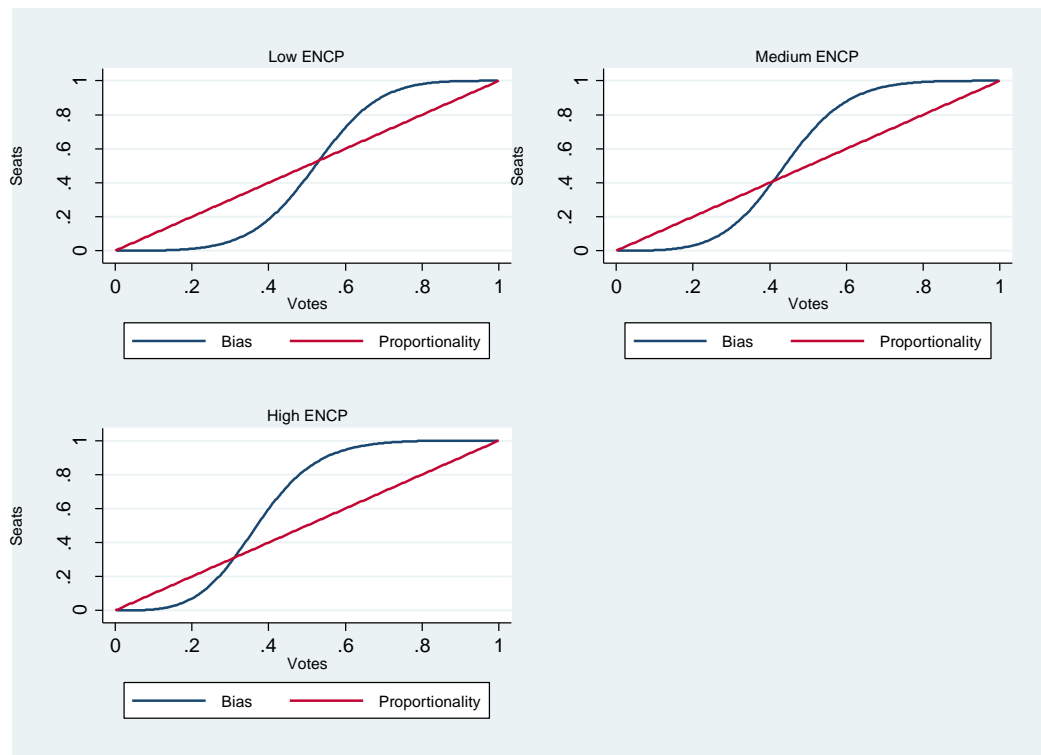 Low ENCP
Seats
1
.8
.6
.4
.2
0
0 .2 .4 .6 .8 1
Votes
Bias Proportionality
Medium ENCP
Seats
1
.8
.6
.4
.2
0
0 .2 .4 .6 .8 1
Votes
Bias Proportionality
High ENCP
Seats
1
.8
.6
.4
.2
0
0 .2 .4 .6 .8 1
Votes
Bias Proportionality